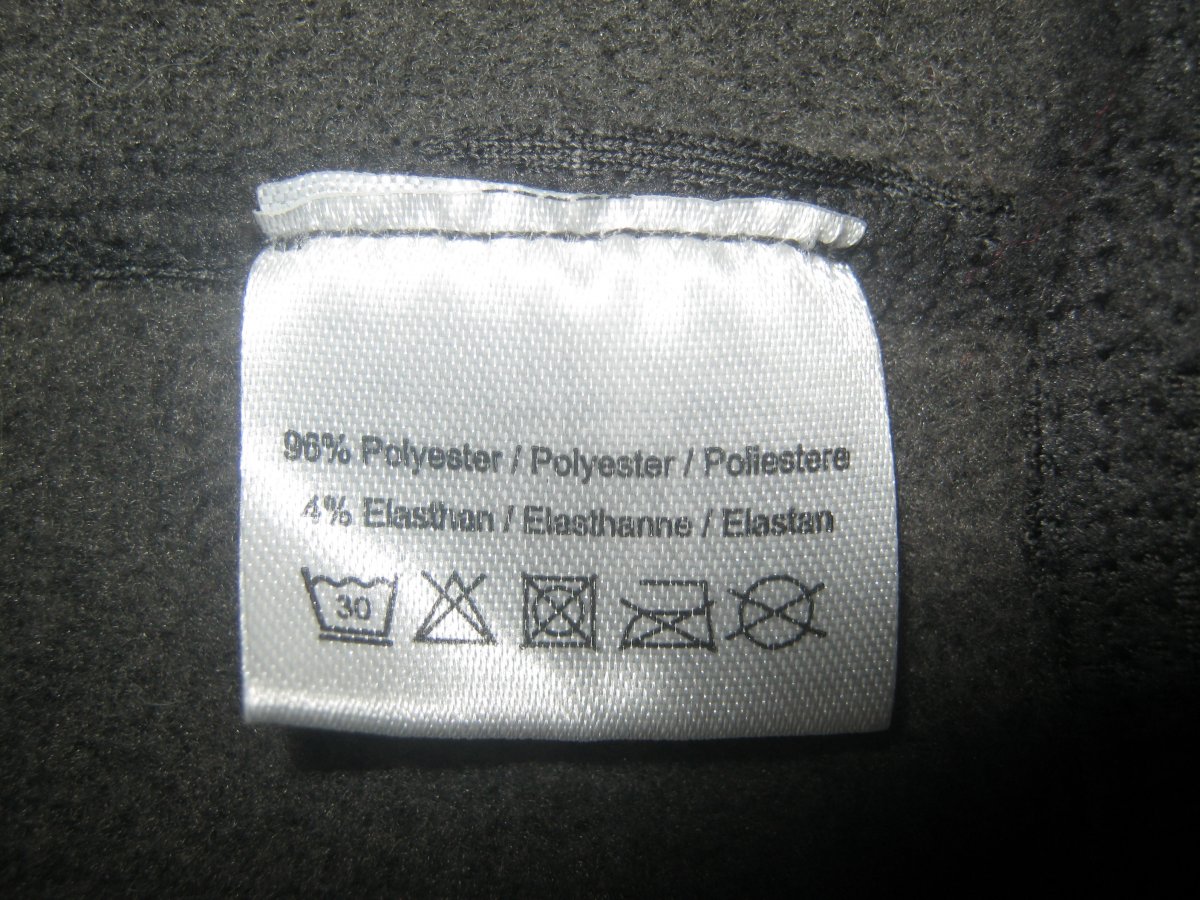 96% Polyester / Polyester / Poliestere
4% Elasthan / Elasthanne / Elastan
30